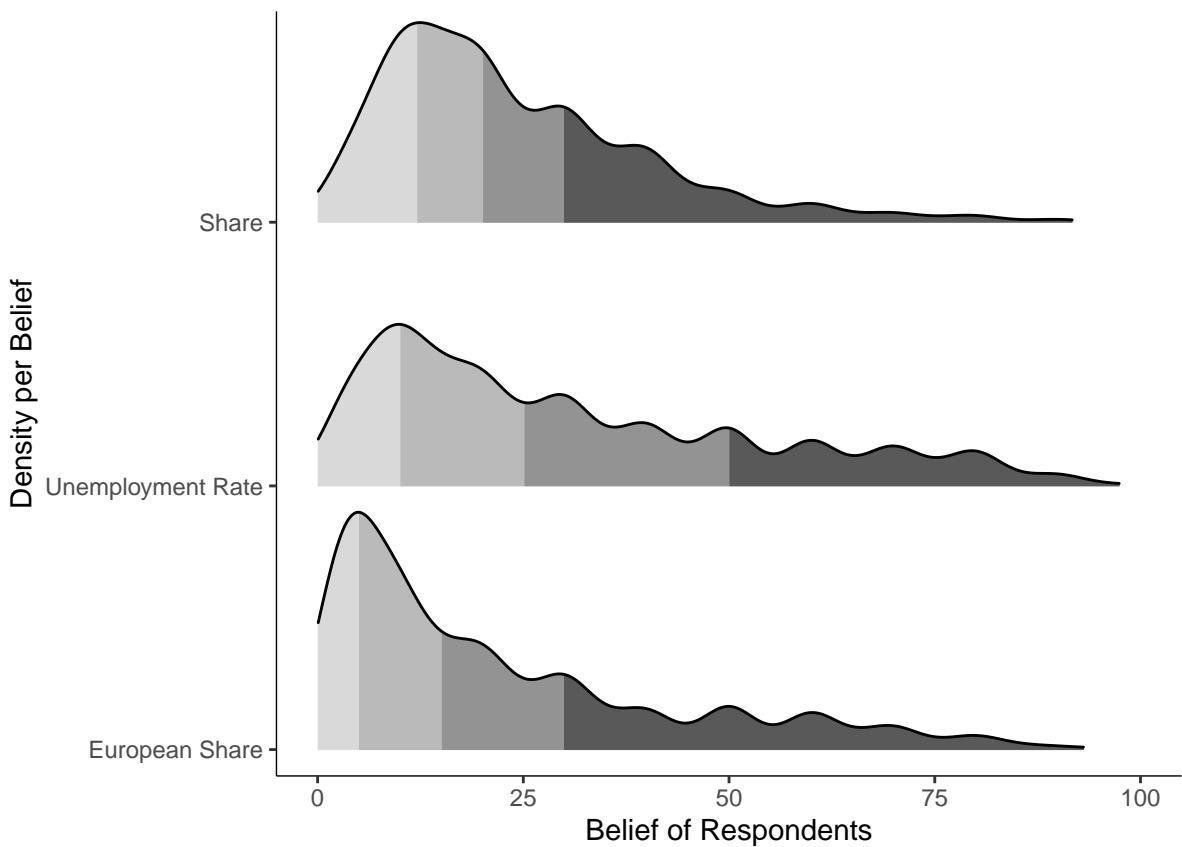 Density per Belief
Share
Unemployment Rate
European Share
0 25 50 75 100
Belief of Respondents